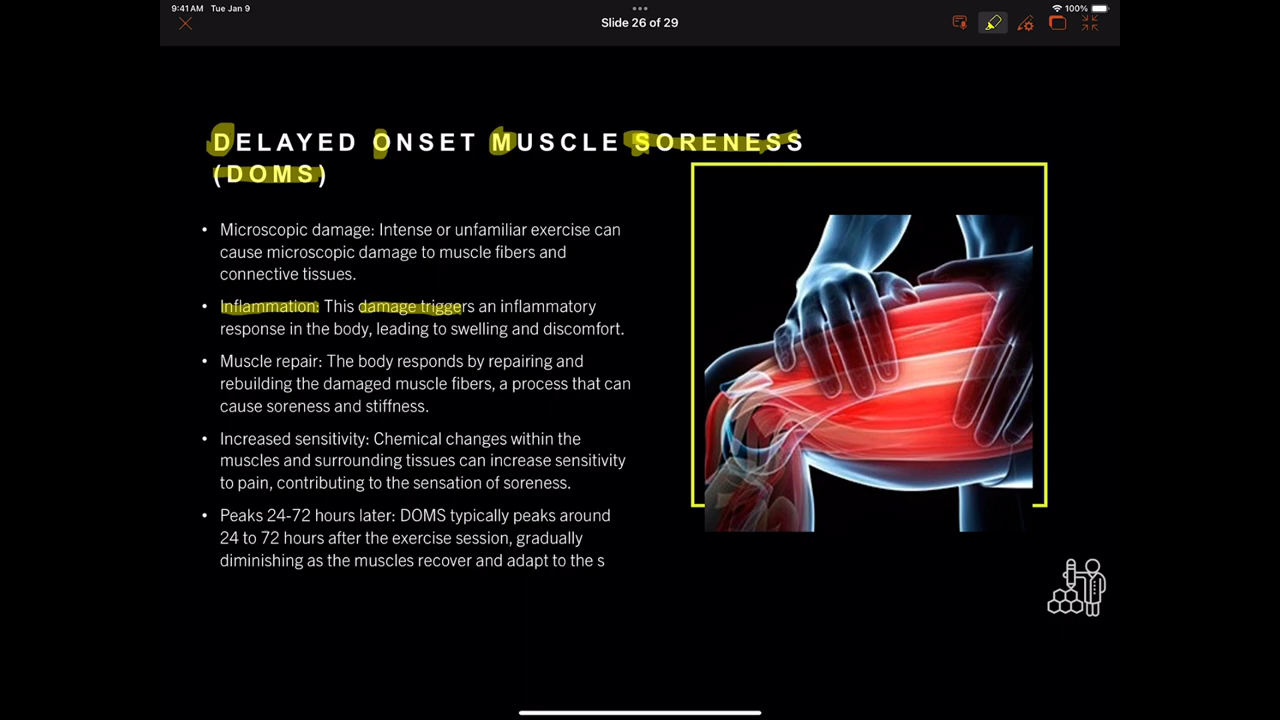 9:41 AM Tue Jan 9
100%
Slide 26 of 29
DELAYED ONSET MUSCLE SORENESS
(DOMS)
• Microscopic damage: Intense or unfamiliar exercise can
cause microscopic damage to muscle fibers and
connective tissues.
• Inflammation: This damage triggers an inflammatory
response in the body, leading to swelling and discomfort.
• Muscle repair: The body responds by repairing and
rebuilding the damaged muscle fibers, a process that can
cause soreness and stiffness.
• Increased sensitivity: Chemical changes within the
muscles and surrounding tissues can increase sensitivity
to pain, contributing to the sensation of soreness.
• Peaks 24-72 hours later: DOMS typically peaks around
24 to 72 hours after the exercise session, gradually
diminishing as the muscles recover and adapt to the s